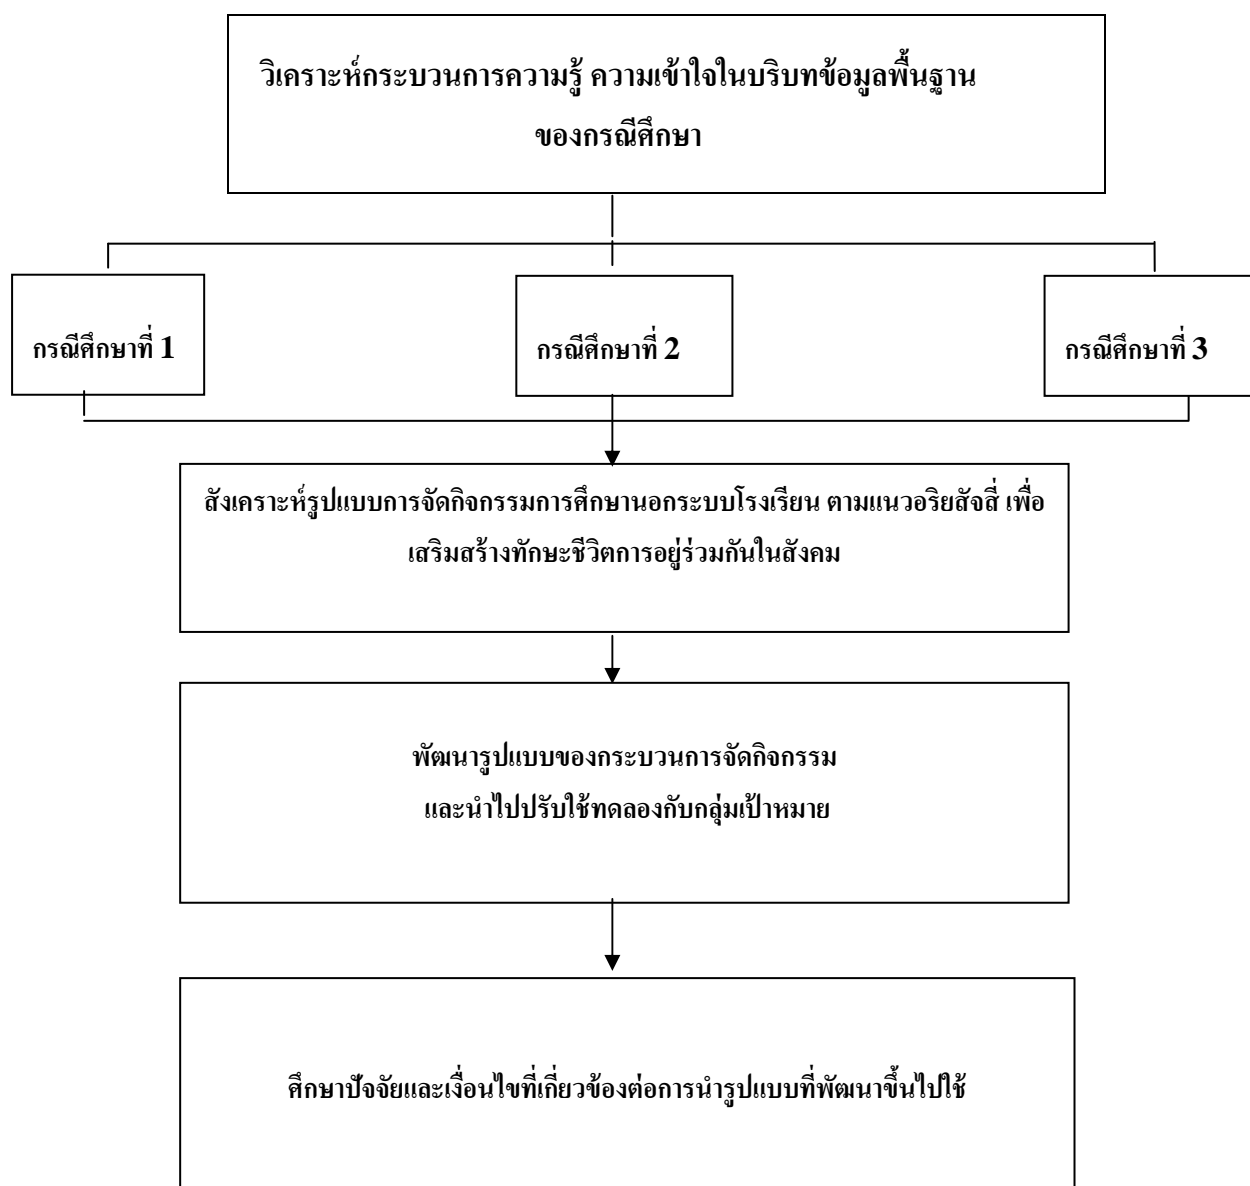 วิเคราะห์กระบวนการความรู้ ความเข้าใจในบริบทข้อมูลพื้นฐาน
ของกรณีศึกษา
กรณีศึกษาที่ 1
กรณีศึกษาที่ 2
กรณีศึกษาที่ 3
สังเคราะห์รูปแบบการจัดกิจกรรมการศึกษานอกระบบโรงเรียน ตามแนวอริยสัจสี่ เพื่อ
เสริมสร้างทักษะชีวิตการอยู่ร่วมกันในสังคม
พัฒนารูปแบบของกระบวนการจัดกิจกรรม
และนำไปปรับใช้ทดลองกับกลุ่มเป้าหมาย
ศึกษาปัจจัยและเงื่อนไขที่เกี่ยวข้องต่อการนำรูปแบบที่พัฒนาขึ้นไปใช้